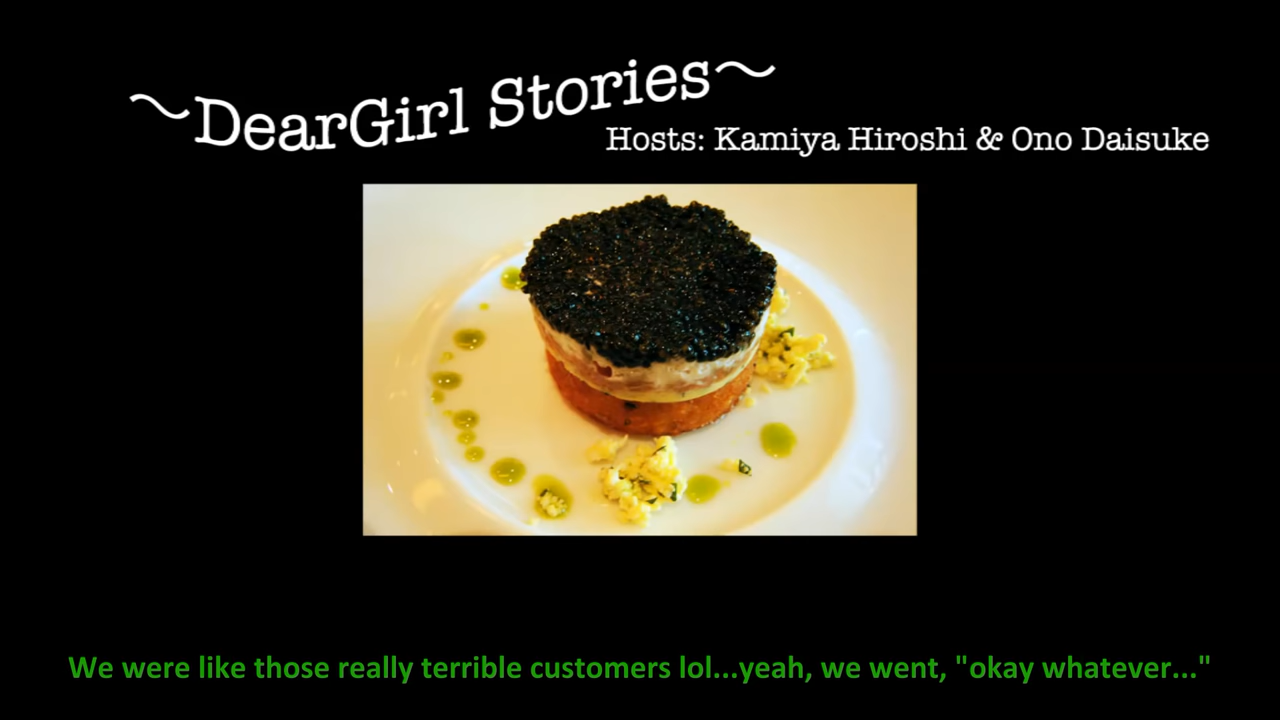 ～DearGirl Stories～
Hosts: Kamiya Hiroshi & Ono Daisuke
We were like those really terrible customers lol...yeah, we went, "okay whatever..."